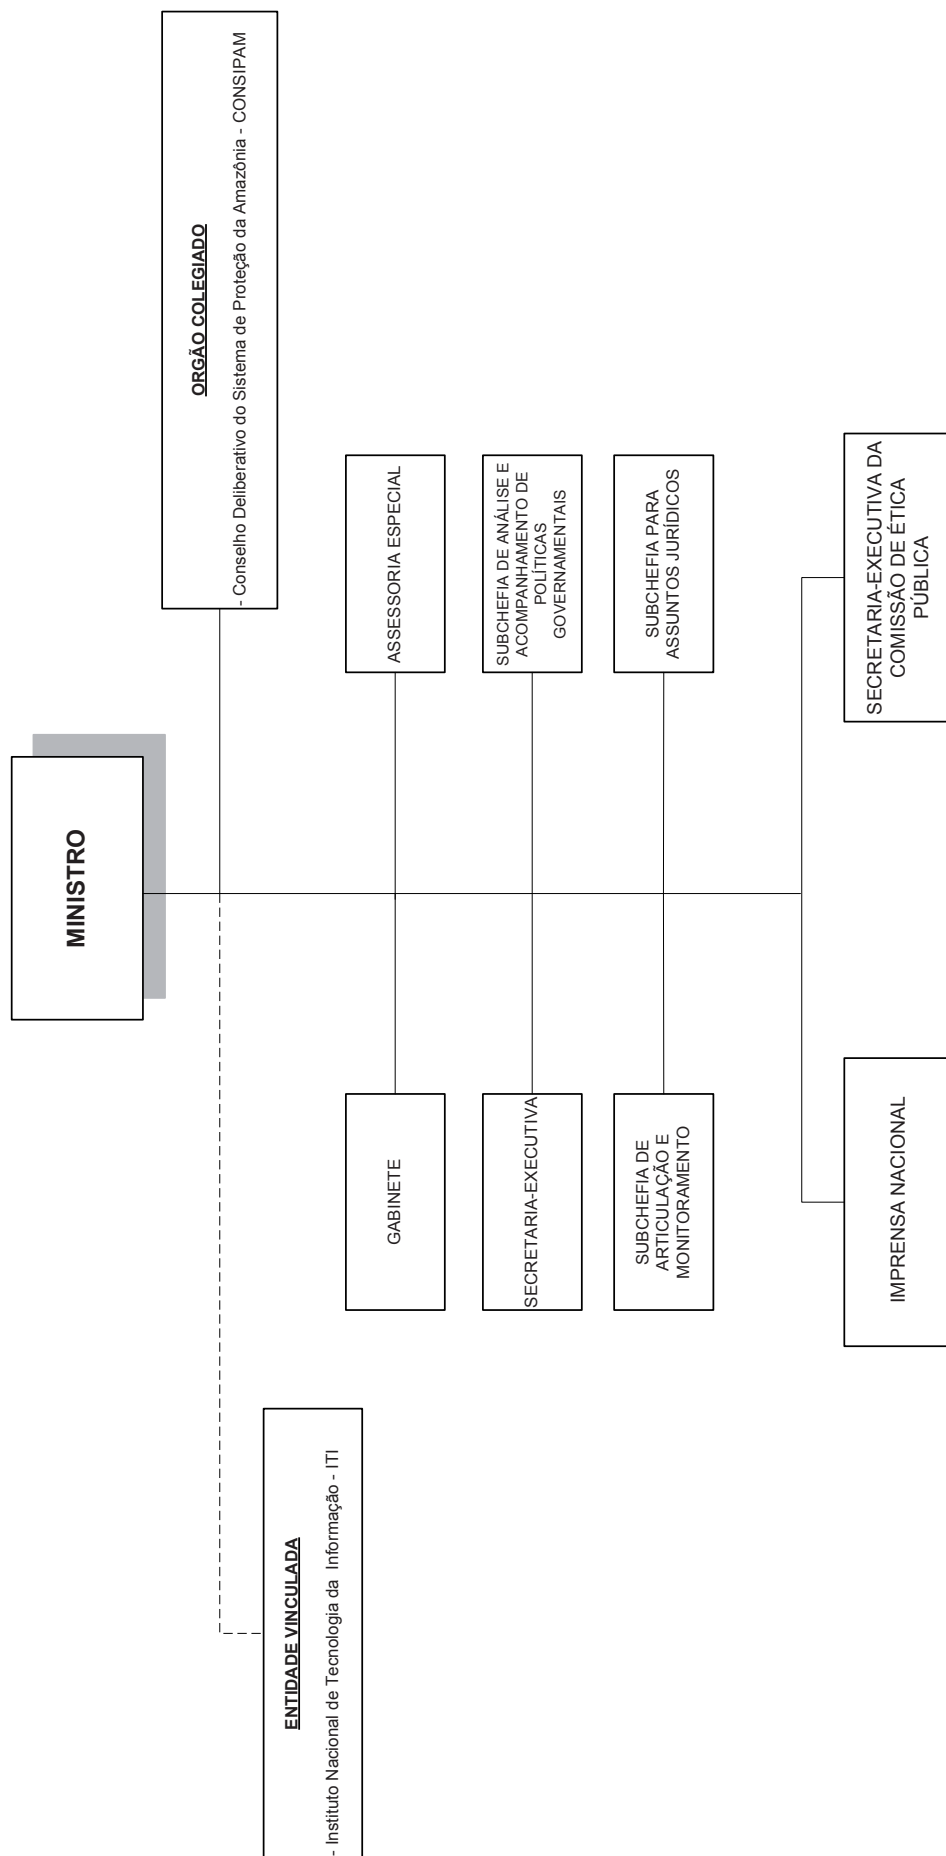 MINISTRO
ORGÃO COLEGIADO
- Conselho Deliberativo do Sistema de Proteção da Amazônia - CONSIPAM
ENTIDADE VINCULADA
- Instituto Nacional de Tecnologia da Informação - ITI
GABINETE
ASSESSORIA ESPECIAL
SECRETARIA-EXECUTIVA
SUBCHEFIA DE ANÁLISE E
ACOMPANHAMENTO DE
POLÍTICAS
GOVERNAMENTAIS
SUBCHEFIA DE
ARTICULAÇÃO E
MONITORAMENTO
SUBCHEFIA PARA
ASSUNTOS JURÍDICOS
IMPRENSA NACIONAL
SECRETARIA-EXECUTIVA DA
COMISSÃO DE ÉTICA
PÚBLICA